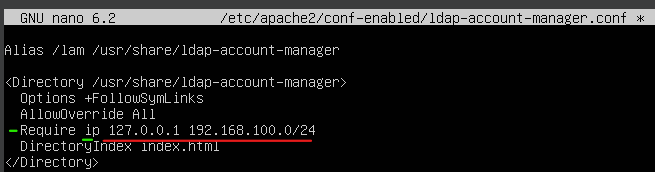 GNU nano 6.2 /etc/apache2/conf-enabled/ldap-account-manager.conf *
Alias /lam /usr/share/ldap-account-manager
<Directory /usr/share/ldap-account-manager>
Options +FollowSymLinks
AllowOverride All
Require ip 127.0.0.1 192.168.100.0/24
DirectoryIndex index.html
</Directory>